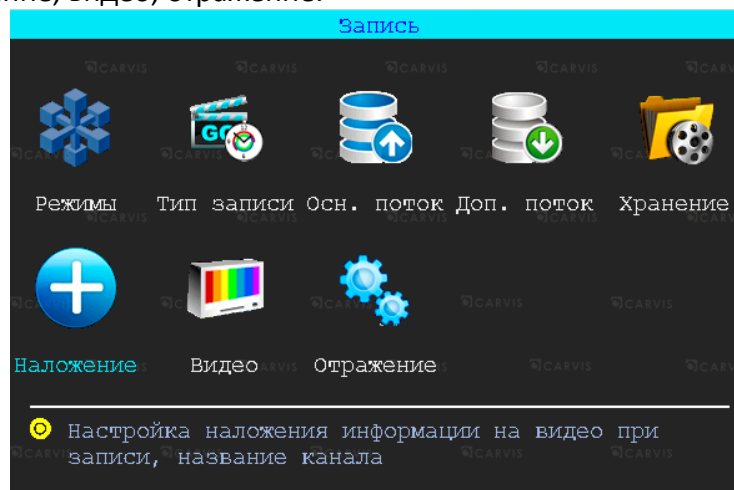 Запись
Режимы Тип записи Осн. поток Доп. поток Хранение
Наложение Видео Отражение
Настройка наложения информации на видео при
записи, название канала